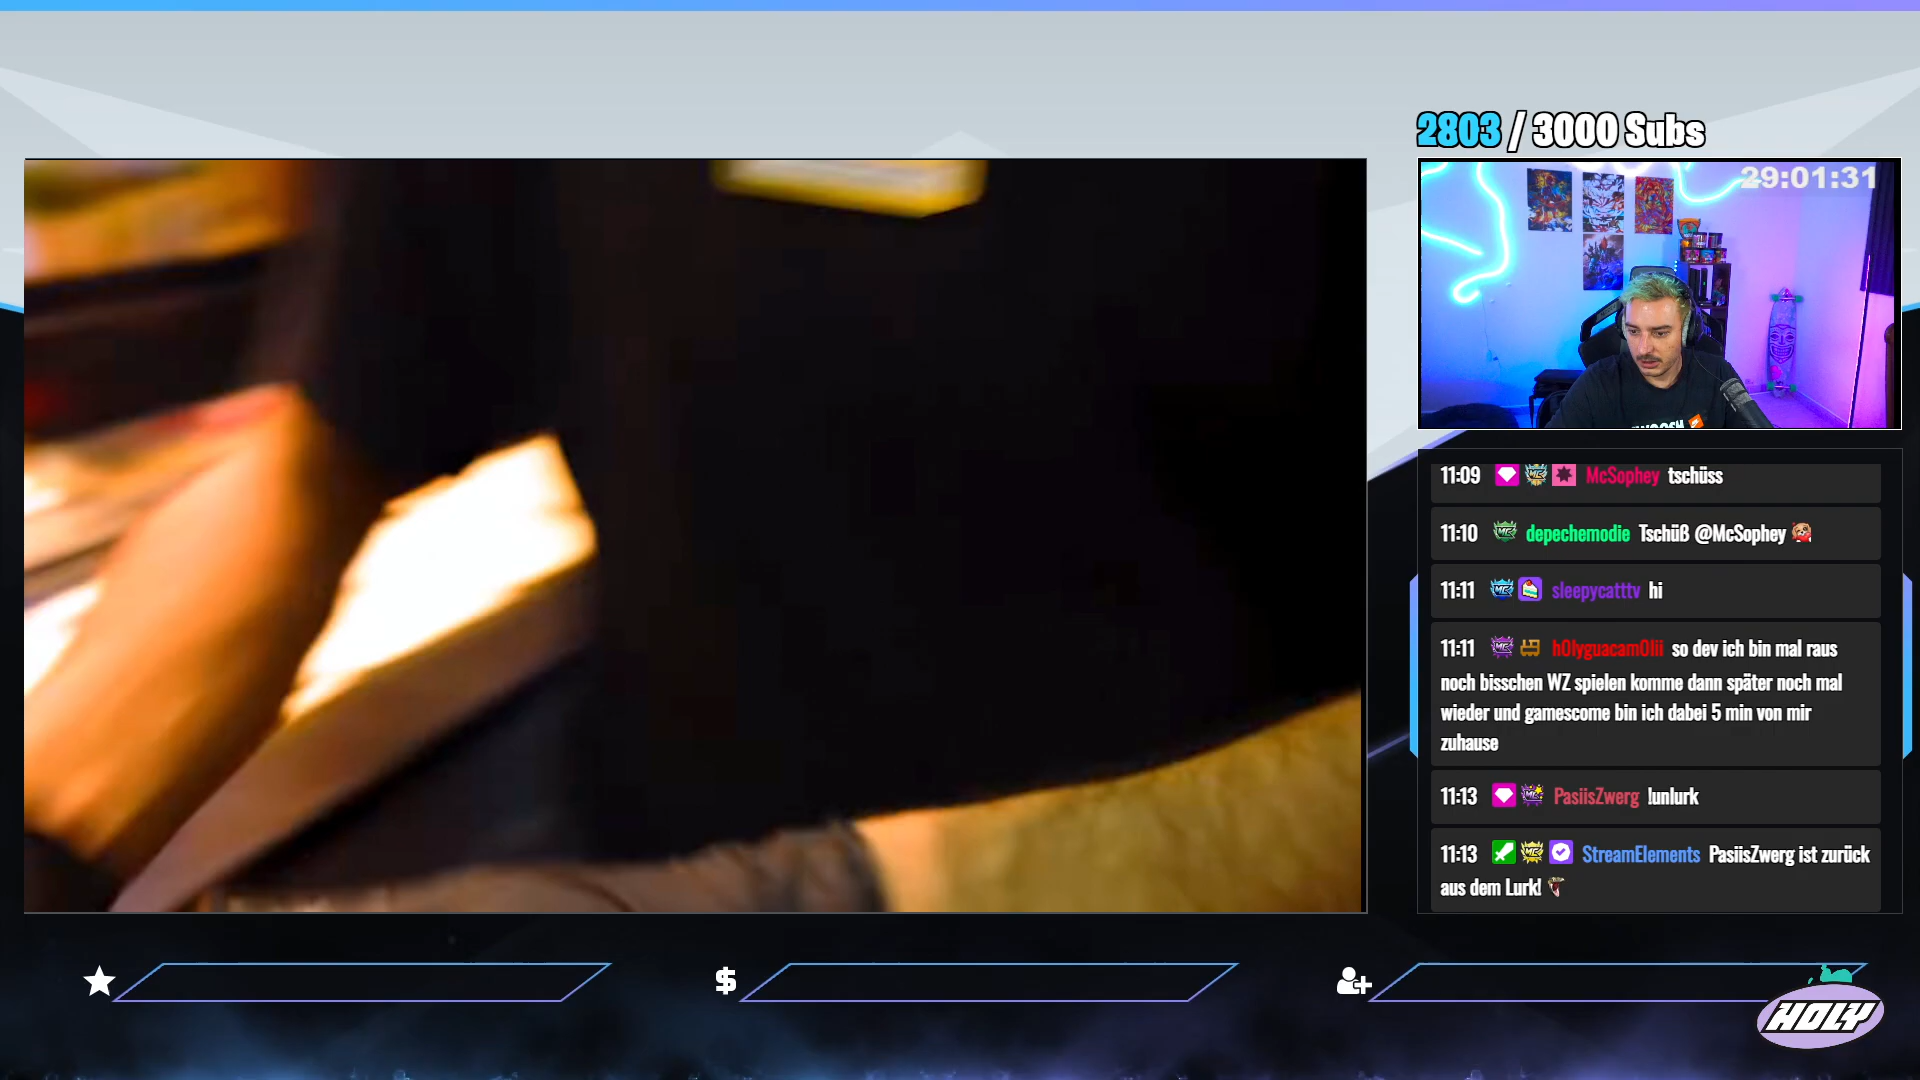 2803 / 3000 Subs
29:01:31
11:09 McSophey tschüss
11:10 depechemodie Tschüß @McSophey
11:11 sleepycatttv hi
11:11 h0lyguacam0lii so dev ich bin mal raus
noch bisschen WZ spielen komme dann später noch mal
wieder und gamescome bin ich dabei 5 min von mir
zuhause
11:13 PasiisZwerg !unlurk
11:13 StreamElements PasiisZwerg ist zurück
aus dem Lurk!
$
HOLY